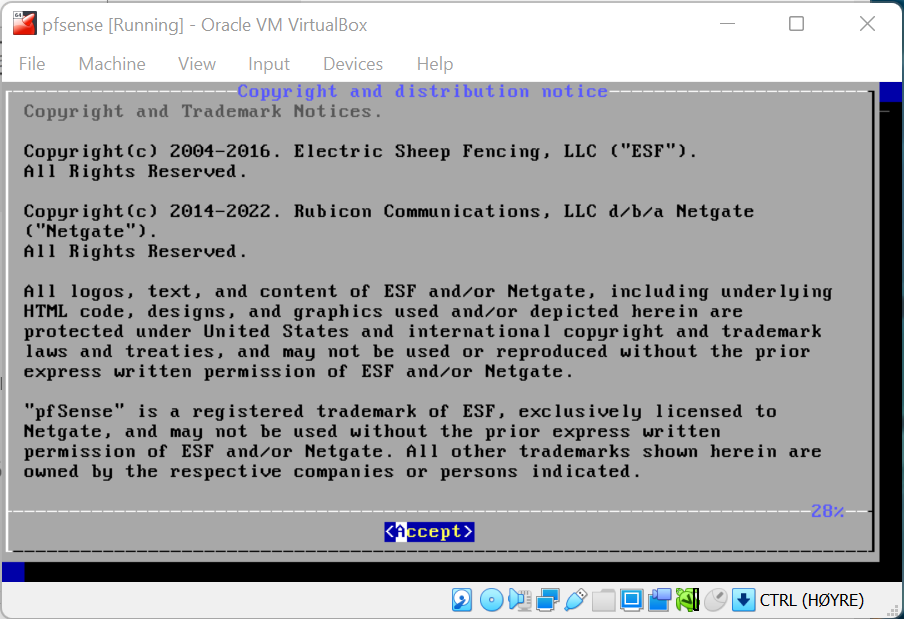 pfsense [Running] - Oracle VM VirtualBox
File Machine View Input Devices Help
Copyright and distribution notice
Copyright and Trademark Notices.
Copyright(c) 2004-2016. Electric Sheep Fencing, LLC ("ESF").
All Rights Reserved.
Copyright(c) 2014-2022. Rubicon Communications, LLC d/b/a Netgate
("Netgate").
All Rights Reserved.
All logos, text, and content of ESF and/or Netgate, including underlying
HTML code, designs, and graphics used and/or depicted herein are
protected under United States and international copyright and trademark
laws and treaties, and may not be used or reproduced without the prior
express written permission of ESF and/or Netgate.
"pfSense" is a registered trademark of ESF, exclusively licensed to
Netgate, and may not be used without the prior express written
permission of ESF and/or Netgate. All other trademarks shown herein are
owned by the respective companies or persons indicated.
28%
<Accept>
CTRL (HØYRE)